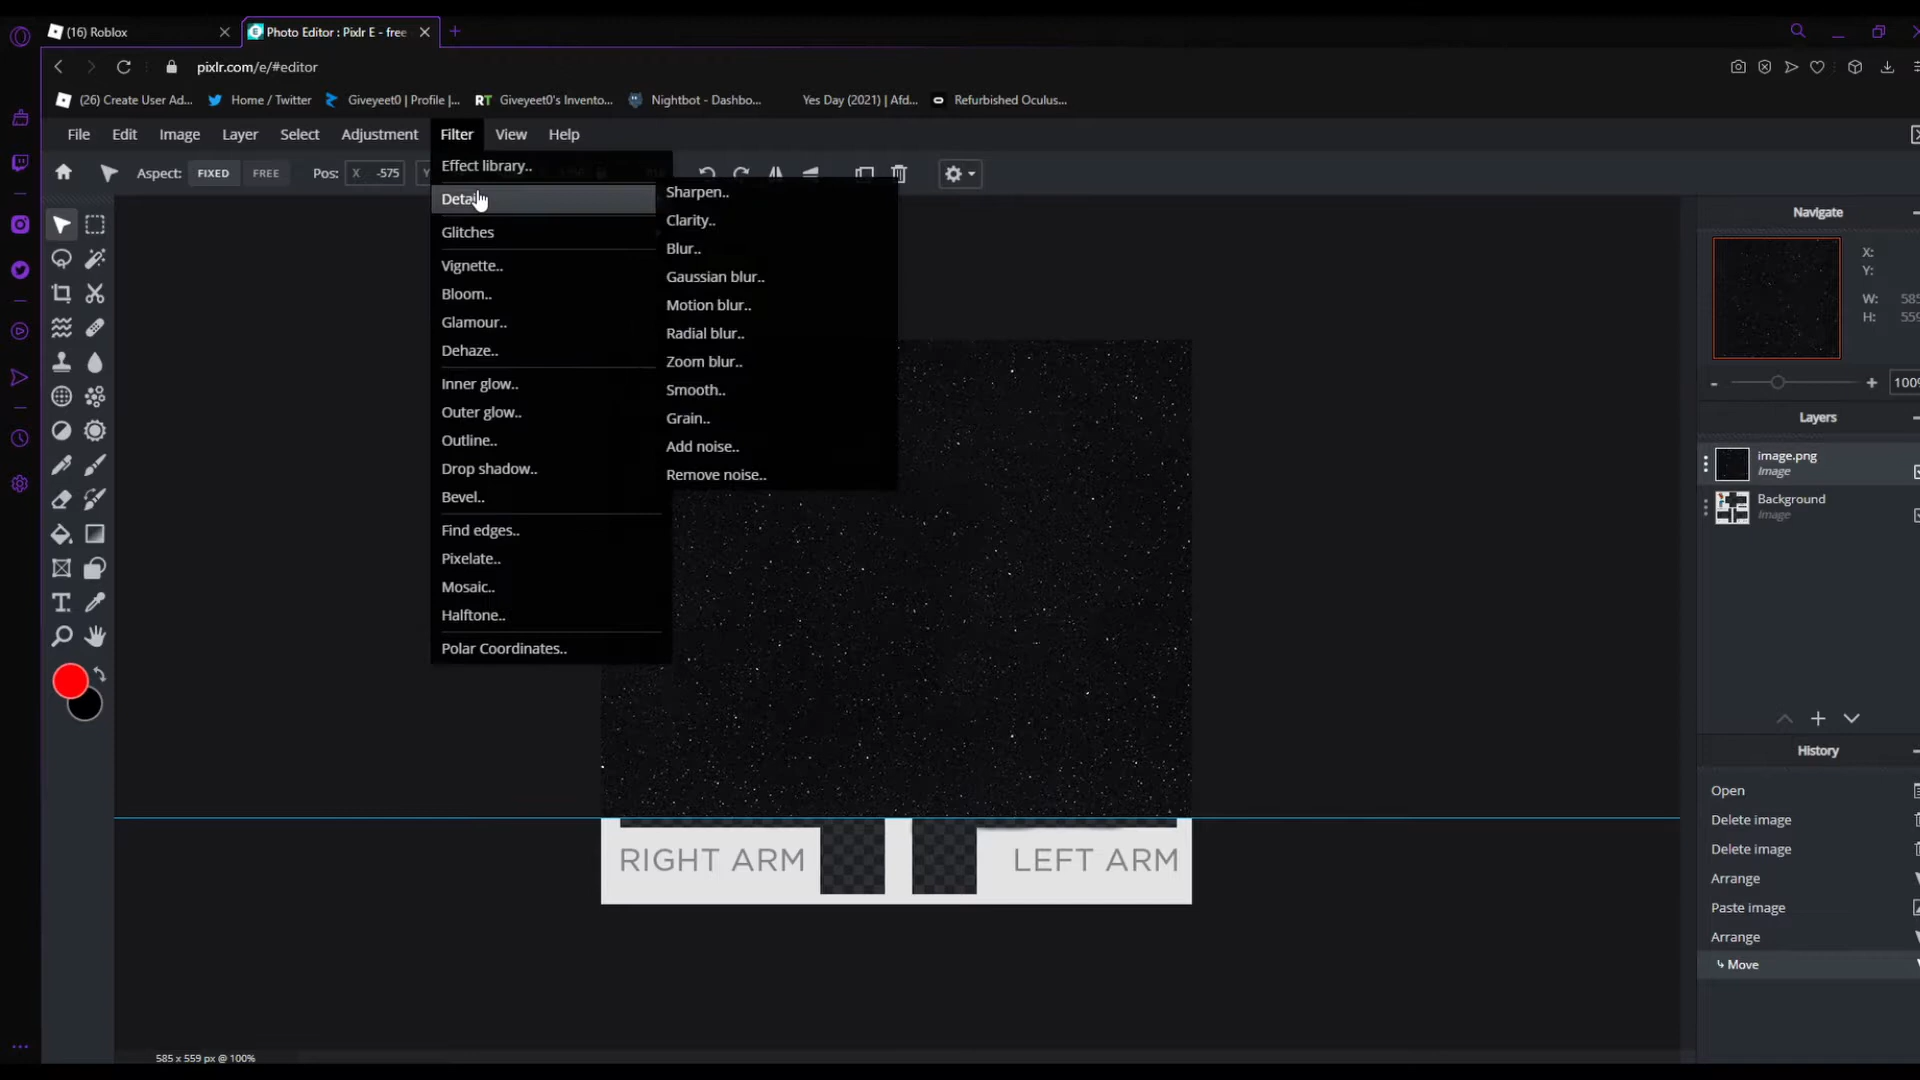 (16) Roblox
Photo Editor : Pixlr E - free
pixlr.com/e/#editor
(26) Create User Ad...
Home / Twitter
Giveyeet0 | Profile |...
RT Giveyeet0's Invento...
Nightbot - Dashbo...
Yes Day (2021) | Afd...
Refurbished Oculus...
File Edit Image Layer Select Adjustment Filter View Help
Aspect: FIXED FREE Pos: X -575 Y
Effect library..
Detail
Glitches
Vignette..
Bloom..
Glamour..
Dehaze..
Inner glow..
Outer glow..
Outline..
Drop shadow..
Bevel..
Find edges..
Pixelate..
Mosaic..
Halftone..
Polar Coordinates..
Sharpen..
Clarity..
Blur..
Gaussian blur..
Motion blur..
Radial blur..
Zoom blur..
Smooth..
Grain..
Add noise..
Remove noise..
RIGHT ARM
LEFT ARM
585 x 559 px @ 100%
Navigate
X:
Y:
W: 585
H: 559
- + 100%
Layers
image.png
Image
Background
Image
History
Open
Delete image
Delete image
Arrange
Paste image
Arrange
Move